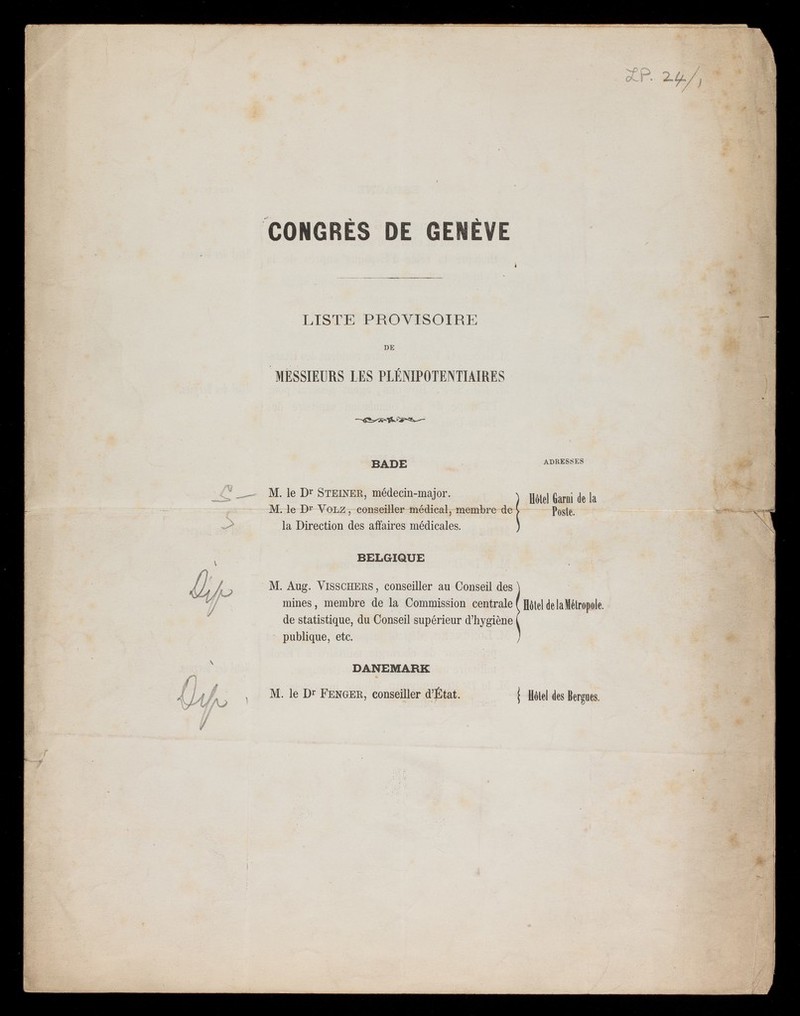 LP. 24/1
CONGRÈS DE GENÈVE
LISTE PROVISOIRE
DE
MESSIEURS LES PLÉNIPOTENTIAIRES
BADE
ADRESSES
S — M. le Dr STEINER, médecin-major.
M. le Dr VOLZ, conseiller médical, membre de
S la Direction des affaires médicales.
Hôtel Garni de la
Poste.
BELGIQUE
Dip M. Aug. VISSCHERS, conseiller au Conseil des
mines, membre de la Commission centrale
de statistique, du Conseil supérieur d'hygiène
publique, etc.
Hôtel de la Métropole.
DANEMARK
Dip M. le Dr FENGER, conseiller d'État.
Hôtel des Bergues.